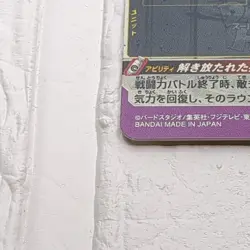 ユニット
アビリティ 解き放たれた
戦闘力バトル終了時、敵
気力を回復し、そのラウ
©バードスタジオ/集英社・フジテレビ・東
BANDAI MADE IN JAPAN